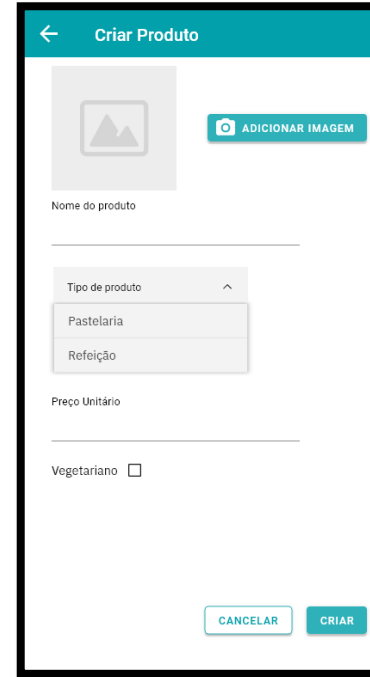 Criar Produto
ADICIONAR IMAGEM
Nome do produto
Tipo de produto
Pastelaria
Refeição
Preço Unitário
Vegetariano
CANCELAR
CRIAR